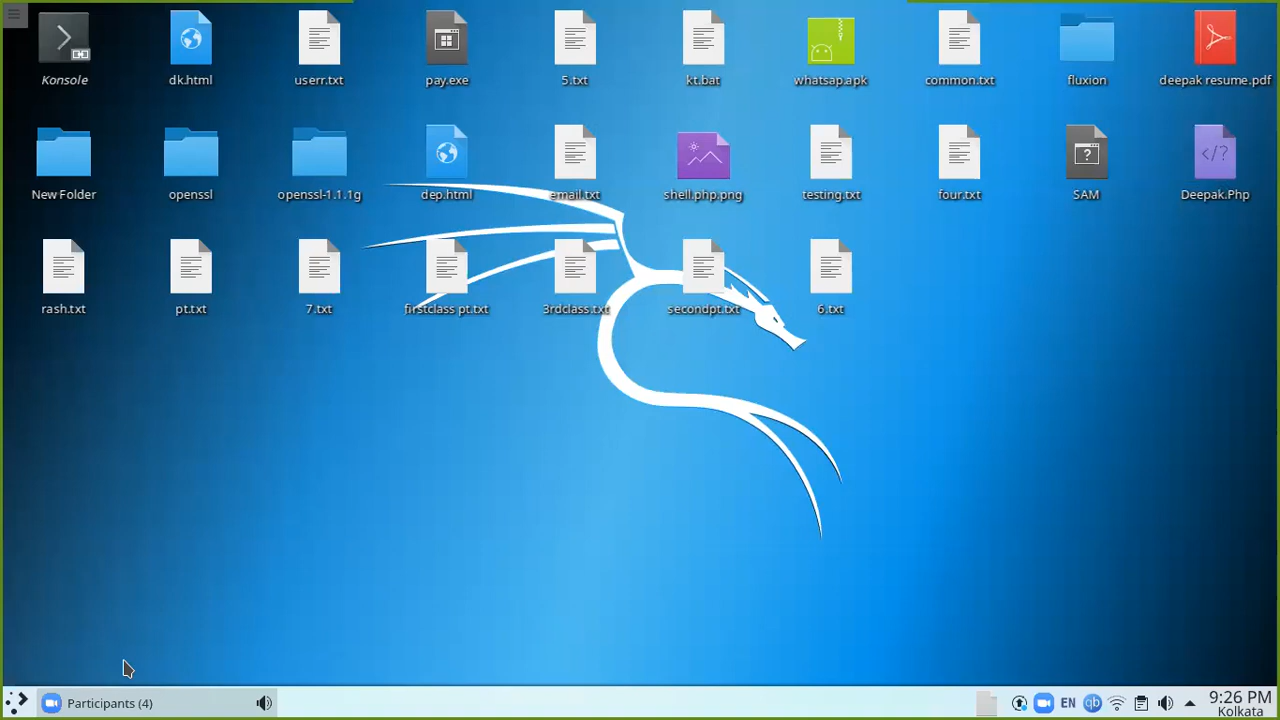 Konsole
dk.html
userr.txt
pay.exe
5.txt
kt.bat
whatsap.apk
common.txt
fluxion
deepak resume.pdf
New Folder
openssl
openssl-1.1.1g
dep.html
email.txt
shell.php.png
testing.txt
four.txt
SAM
Deepak.Php
rash.txt
pt.txt
7.txt
firstclass pt.txt
3rdclass.txt
secondpt.txt
6.txt
Participants (4)
EN
qb
9:26 PM
Kolkata